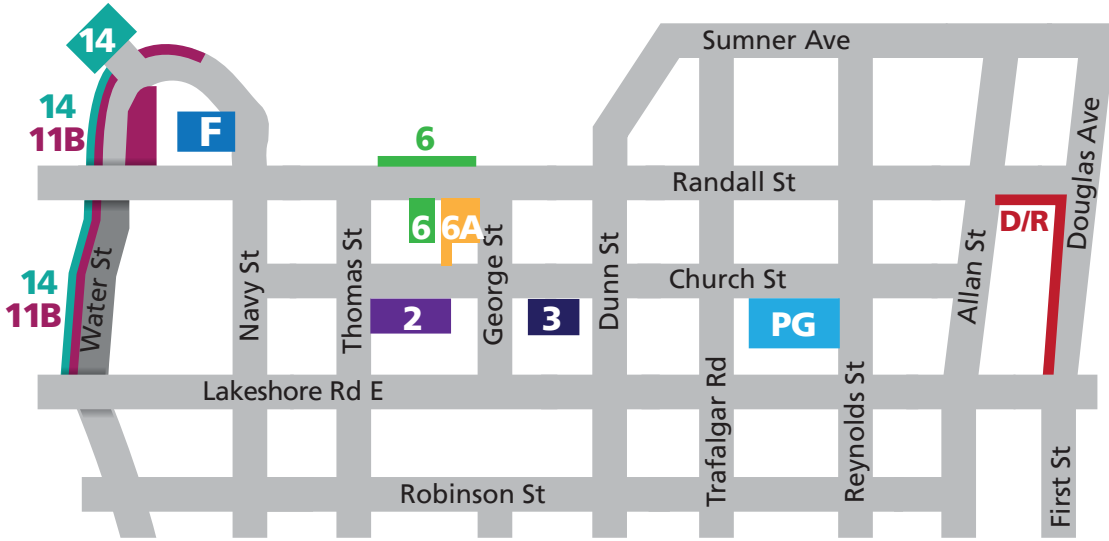 14
Sumner Ave
14
11B
F
6
Randall St
Douglas Ave
6
6A
D/R
Water St
Navy St
Thomas St
George St
Dunn St
Church St
Allan St
14
11B
2
3
PG
Lakeshore Rd E
Trafalgar Rd
Reynolds St
Robinson St
First St